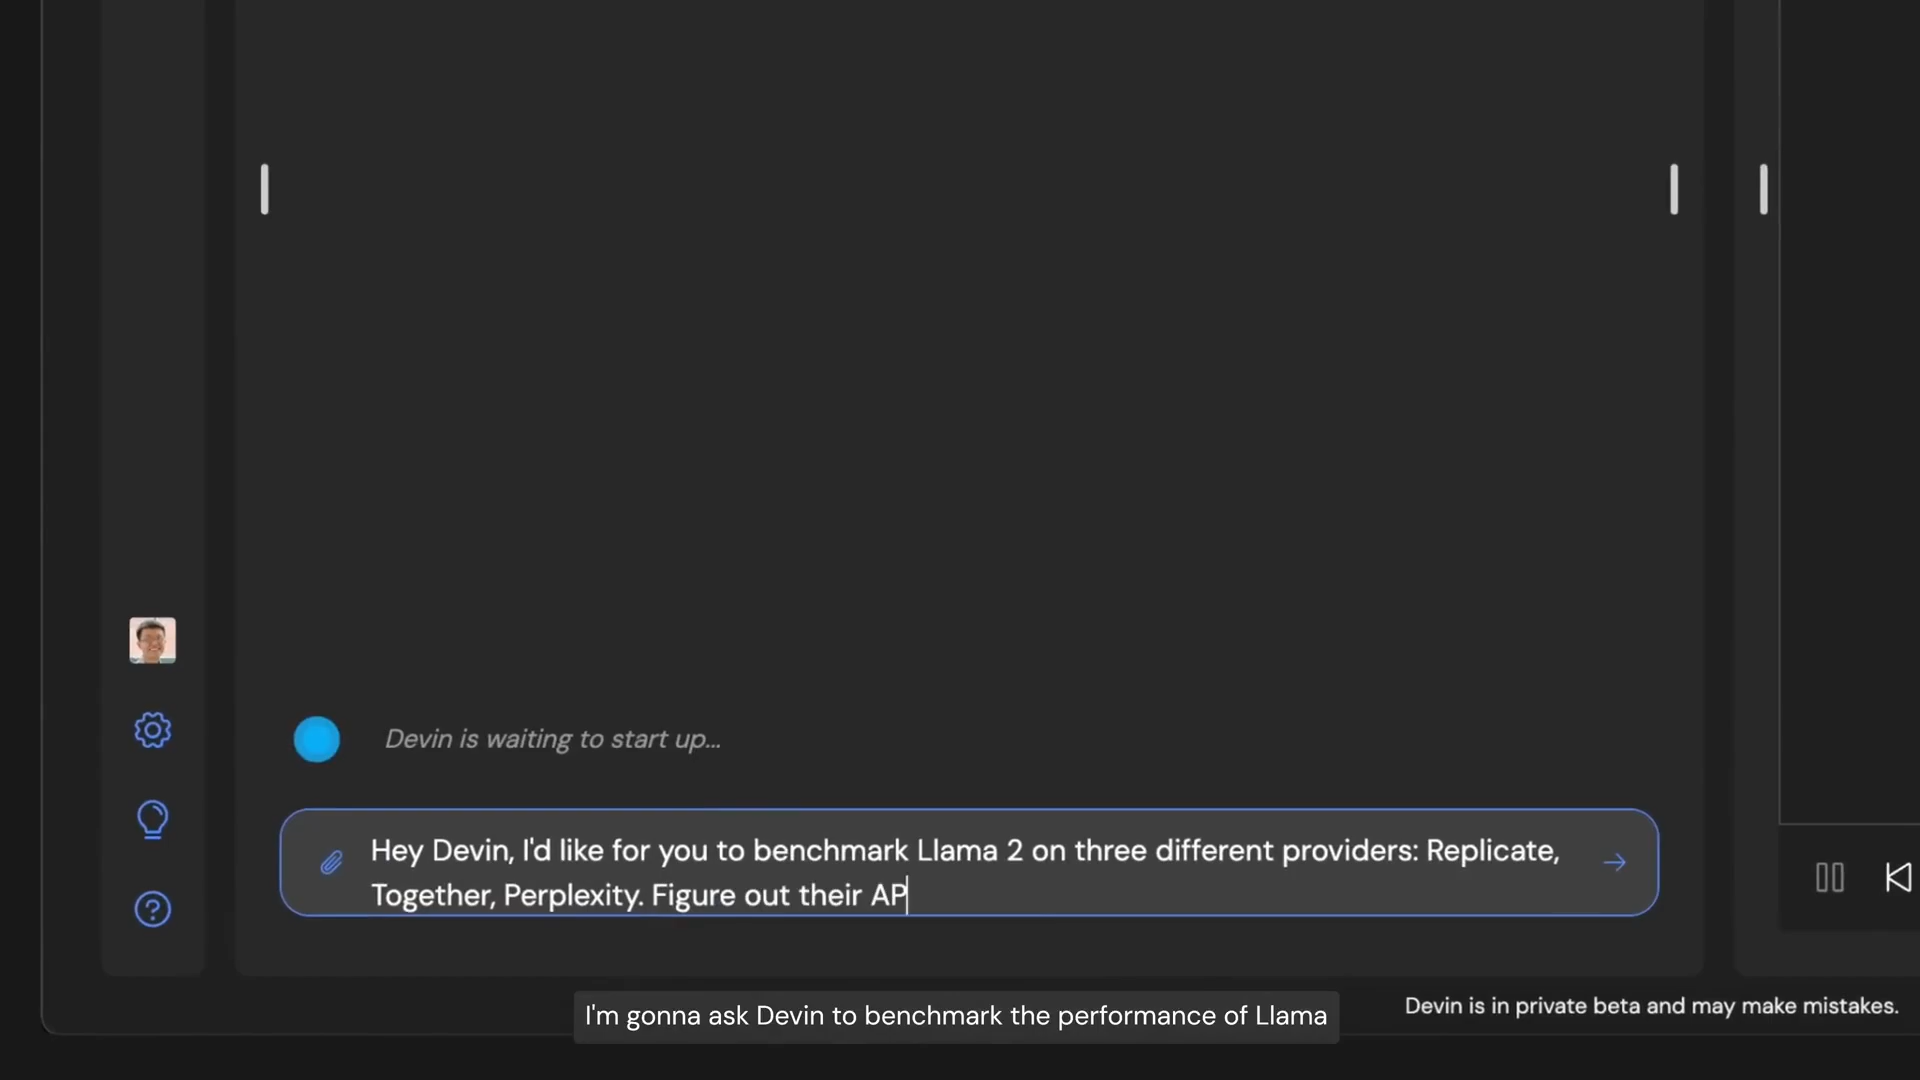 Devin is waiting to start up...
Hey Devin, I'd like for you to benchmark Llama 2 on three different providers: Replicate,
Together, Perplexity. Figure out their AP
I'm gonna ask Devin to benchmark the performance of Llama
Devin is in private beta and may make mistakes.